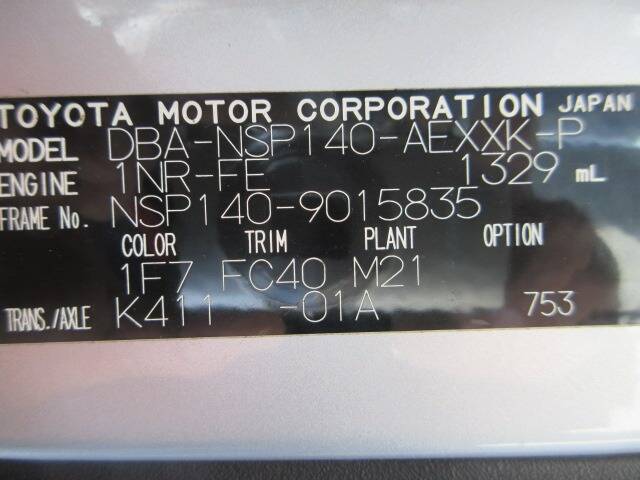 TOYOTA MOTOR CORPORATION JAPAN
MODEL DBA-NSP140-AEXXK-P
ENGINE 1NR-FE 1329 mL
FRAME No. NSP140-9015835
COLOR TRIM PLANT OPTION
1F7 FC40 M21
TRANS./AXLE K411 -01A 753